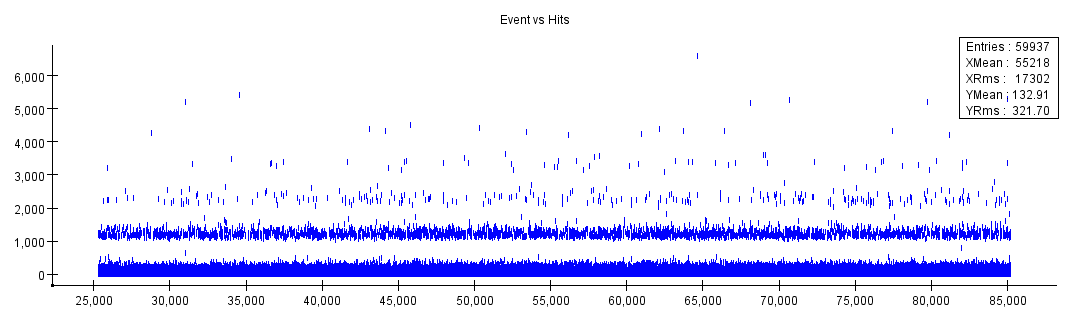 Event vs Hits
Entries : 59937
XMean : 55218
XRms : 17302
YMean : 132.91
YRms : 321.70
6,000
5,000
4,000
3,000
2,000
1,000
0
25,000 30,000 35,000 40,000 45,000 50,000 55,000 60,000 65,000 70,000 75,000 80,000 85,000